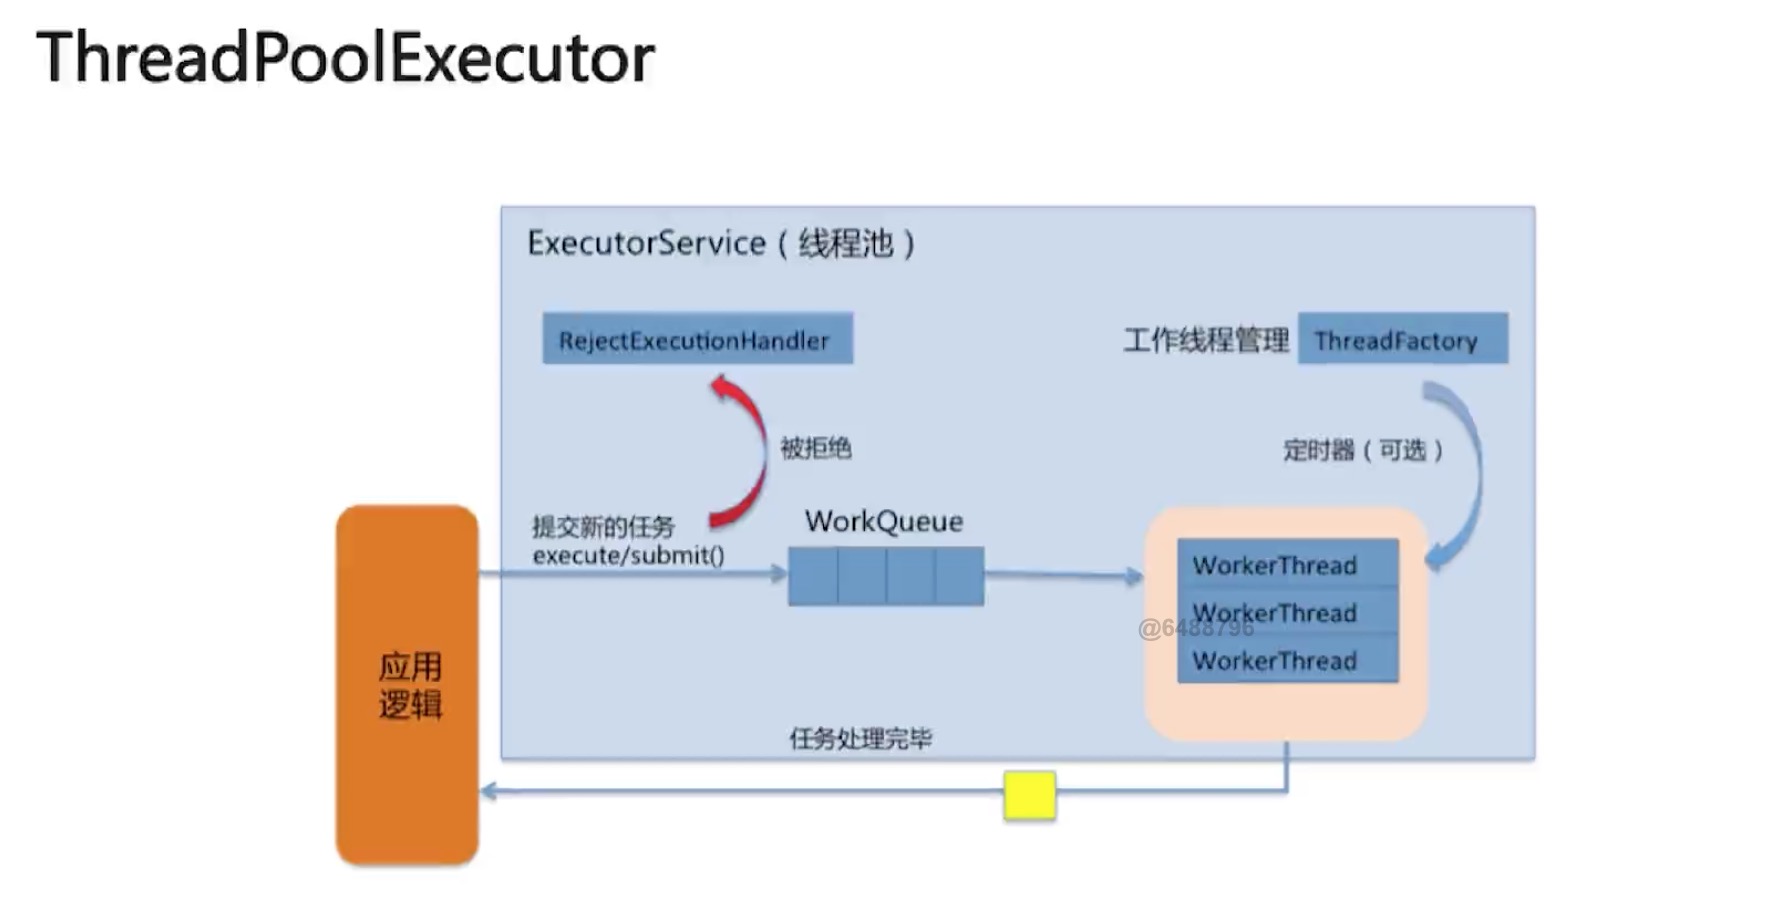 ThreadPoolExecutor
ExecutorService（线程池）
RejectExecutionHandler
工作线程管理
ThreadFactory
被拒绝
定时器（可选）
提交新的任务
execute/submit()
WorkQueue
WorkerThread
WorkerThread
@6488796
WorkerThread
应用
逻辑
任务处理完毕